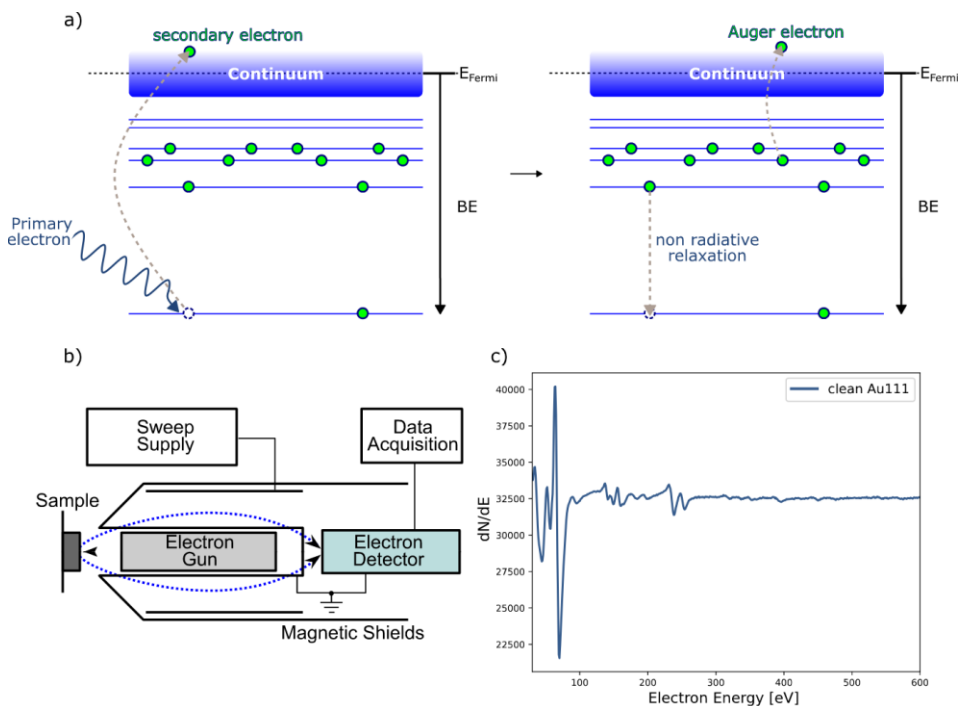 a)
secondary electron
Continuum
EFermi
Primary
electron
BE
Auger electron
Continuum
EFermi
non radiative
relaxation
BE
b)
Sweep
Supply
Data
Acquisition
Sample
Electron
Gun
Electron
Detector
Magnetic Shields
c)
clean Au111
40000
37500
35000
32500
30000
27500
25000
22500
dN/dE
100
200
300
400
500
600
Electron Energy [eV]